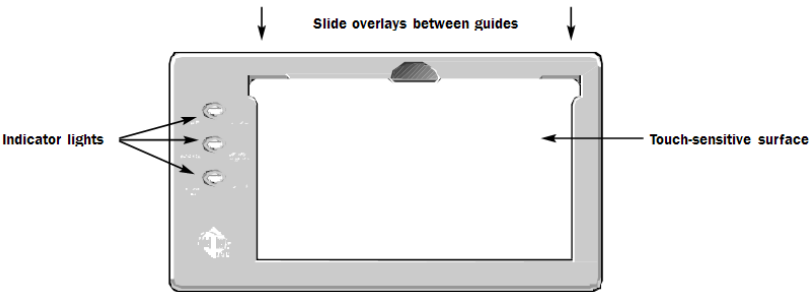 Slide overlays between guides
Indicator lights
Touch-sensitive surface